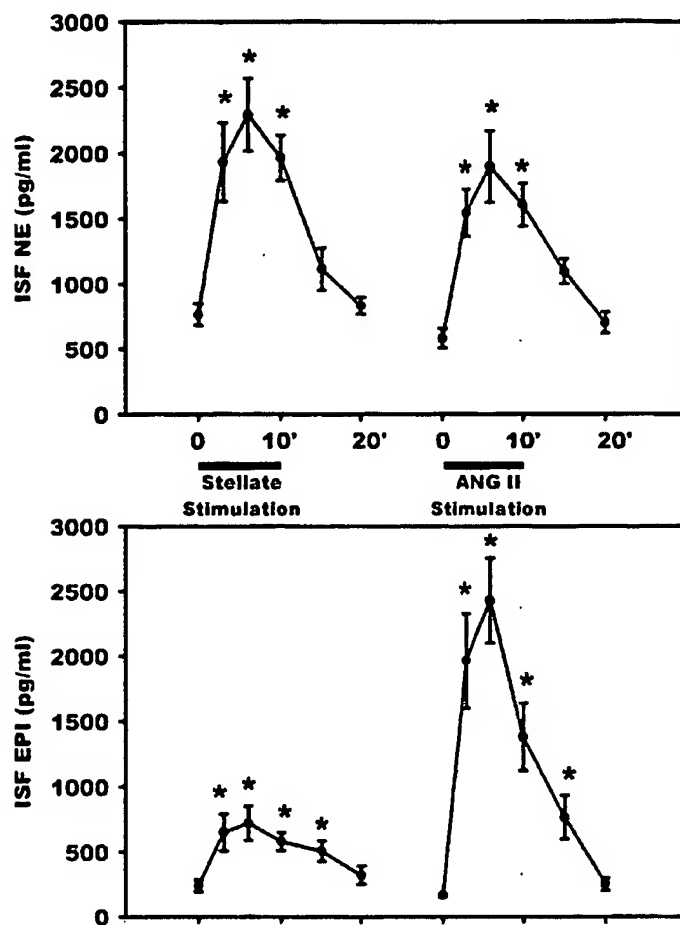 3000
2500
2000
1500
1000
500
0
ISF NE (pg/ml)
* * * * * *
0 10' 20' 0 10' 20'
Stellate ANG II
Stimulation Stimulation
3000
2500
2000
1500
1000
500
0
ISF EPI (pg/ml)
* * * * * * * *